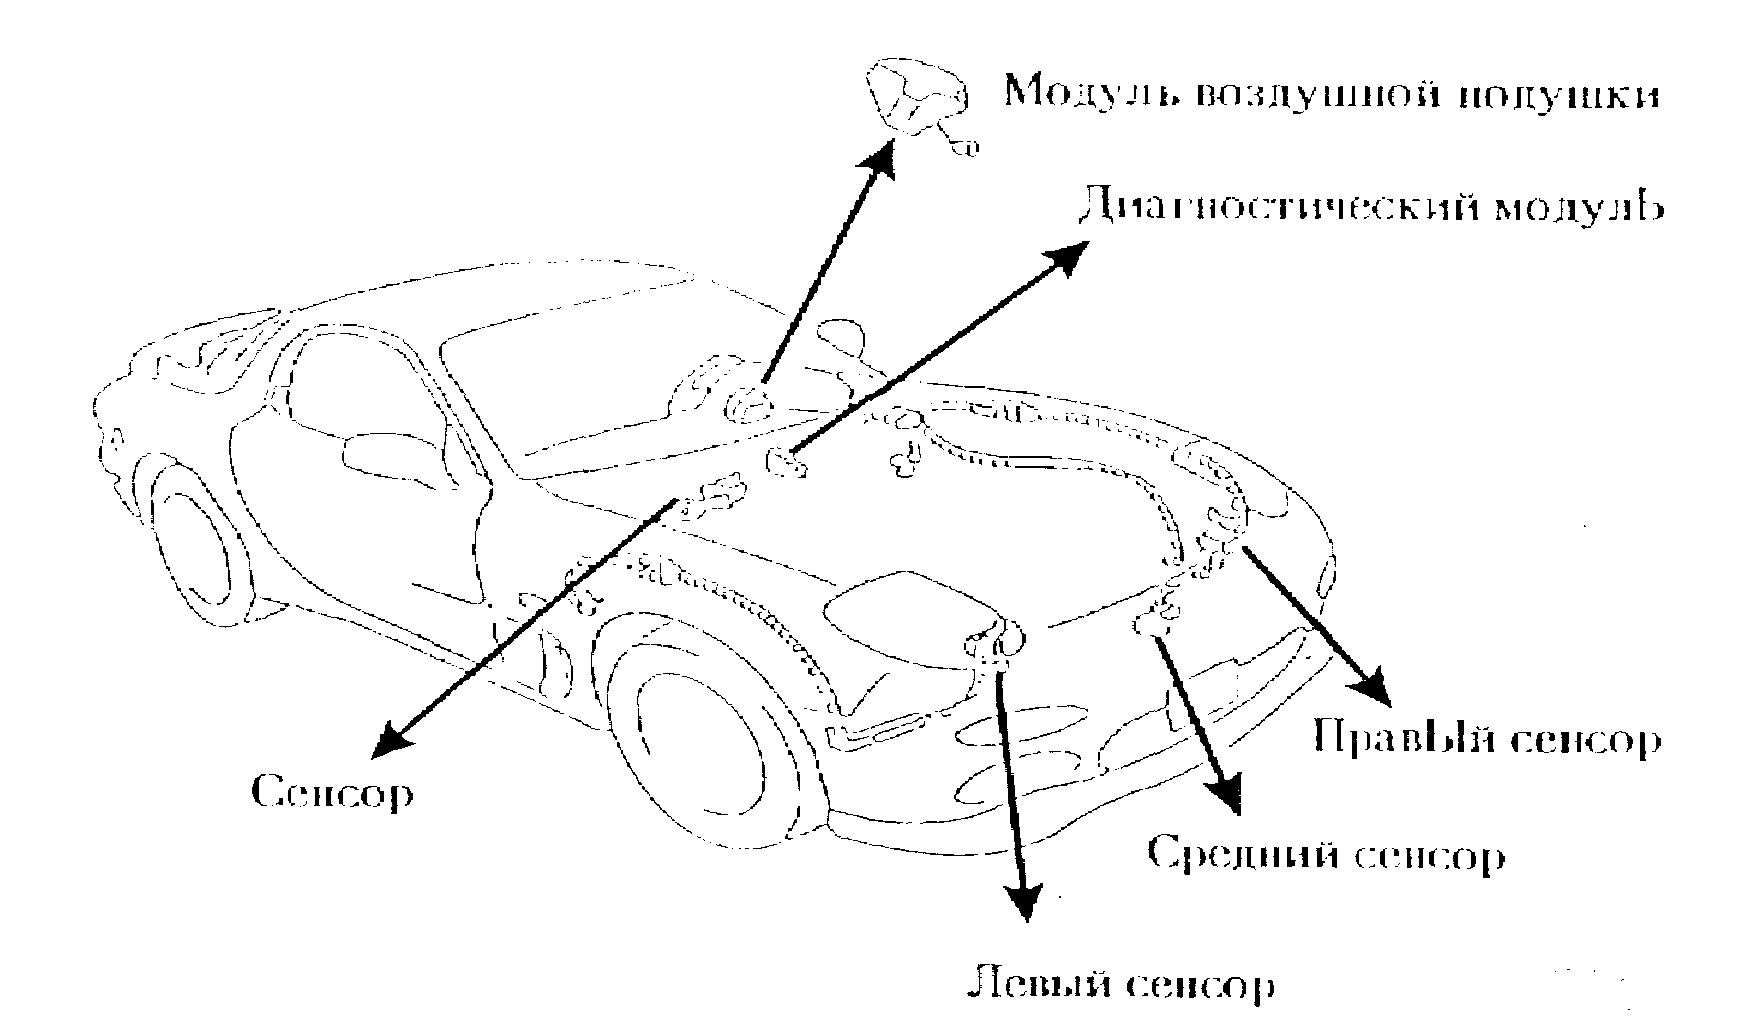 Модуль воздушной подушки
Диагностический модуль
Правый сенсор
Сенсор
Средний сенсор
Левый сенсор